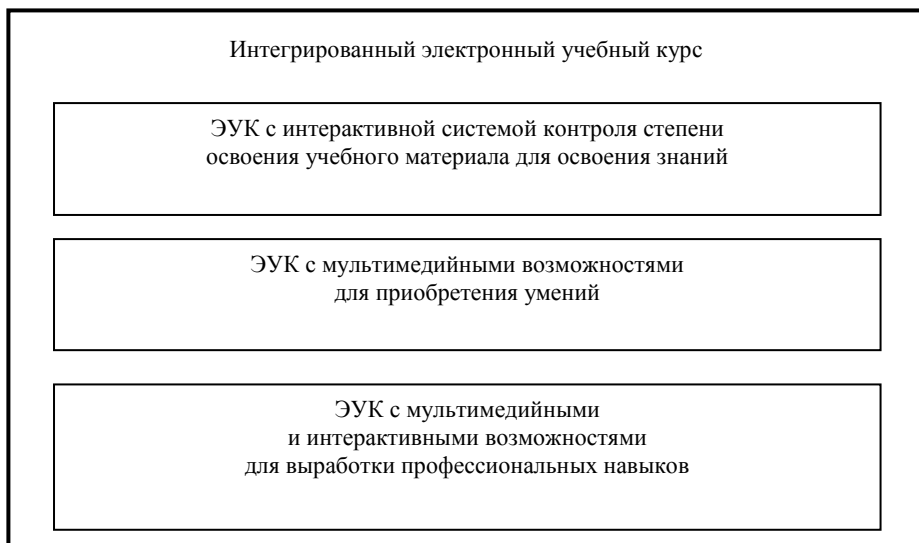 Интегрированный электронный учебный курс
ЭУК с интерактивной системой контроля степени
освоения учебного материала для освоения знаний
ЭУК с мультимедийными возможностями
для приобретения умений
ЭУК с мультимедийными
и интерактивными возможностями
для выработки профессиональных навыков